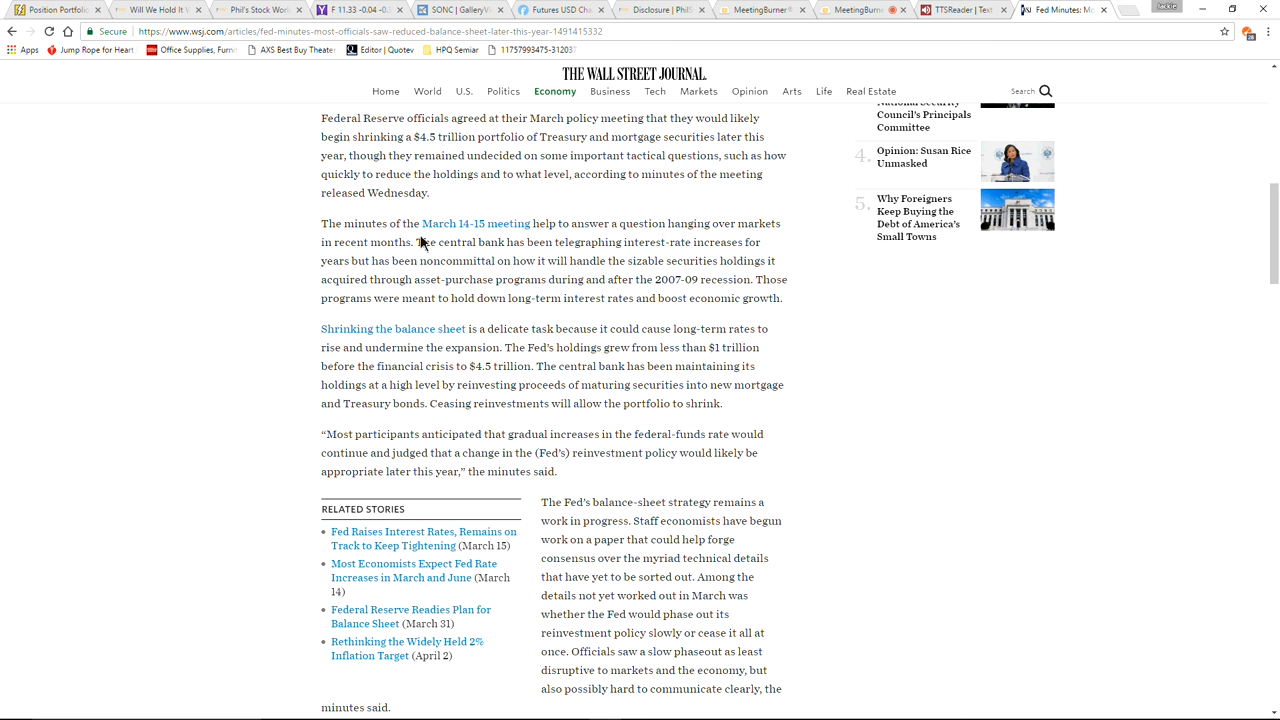 Position Portfolio
Will We Hold It W
Phil's Stock Worl
F 11.33 -0.04 -0.3
SONC | GalleryVi
Futures USD Cha
Disclosure | PhilS
MeetingBurner®
MeetingBurne
TTSReader | Text
Fed Minutes: Mo
Jackie
Secure
https://www.wsj.com/articles/fed-minutes-most-officials-saw-reduced-balance-sheet-later-this-year-1491415332
28
Apps
Jump Rope for Heart
Office Supplies, Furn
AXS Best Buy Theater
Editor | Quotev
HPQ Semiar
11757993475-31203
THE WALL STREET JOURNAL.
Home World U.S. Politics Economy Business Tech Markets Opinion Arts Life Real Estate
Search
Federal Reserve officials agreed at their March policy meeting that they would likely
begin shrinking a $4.5 trillion portfolio of Treasury and mortgage securities later this
year, though they remained undecided on some important tactical questions, such as how
quickly to reduce the holdings and to what level, according to minutes of the meeting
released Wednesday.
The minutes of the March 14-15 meeting help to answer a question hanging over markets
in recent months. The central bank has been telegraphing interest-rate increases for
years but has been noncommittal on how it will handle the sizable securities holdings it
acquired through asset-purchase programs during and after the 2007-09 recession. Those
programs were meant to hold down long-term interest rates and boost economic growth.
Shrinking the balance sheet is a delicate task because it could cause long-term rates to
rise and undermine the expansion. The Fed's holdings grew from less than $1 trillion
before the financial crisis to $4.5 trillion. The central bank has been maintaining its
holdings at a high level by reinvesting proceeds of maturing securities into new mortgage
and Treasury bonds. Ceasing reinvestments will allow the portfolio to shrink.
“Most participants anticipated that gradual increases in the federal-funds rate would
continue and judged that a change in the (Fed's) reinvestment policy would likely be
appropriate later this year,” the minutes said.
RELATED STORIES
Fed Raises Interest Rates, Remains on
Track to Keep Tightening (March 15)
Most Economists Expect Fed Rate
Increases in March and June (March
14)
Federal Reserve Readies Plan for
Balance Sheet (March 31)
Rethinking the Widely Held 2%
Inflation Target (April 2)
The Fed's balance-sheet strategy remains a
work in progress. Staff economists have begun
work on a paper that could help forge
consensus over the myriad technical details
that have yet to be sorted out. Among the
details not yet worked out in March was
whether the Fed would phase out its
reinvestment policy slowly or cease it all at
once. Officials saw a slow phaseout as least
disruptive to markets and the economy, but
also possibly hard to communicate clearly, the
minutes said.
National Security
Council's Principals
Committee
4. Opinion: Susan Rice
Unmasked
5. Why Foreigners
Keep Buying the
Debt of America's
Small Towns